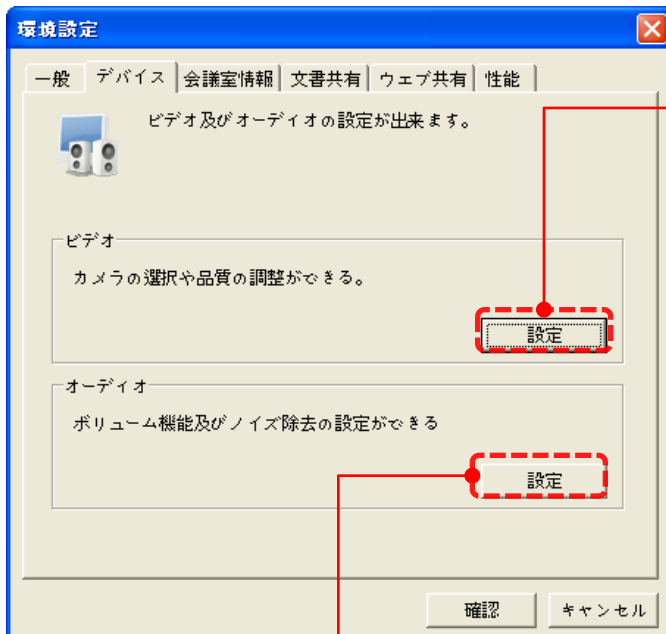 環境設定
一般 デバイス 会議室情報 文書共有 ウェブ共有 性能
ビデオ及びオーディオの設定が出来ます。
ビデオ
カメラの選択や品質の調整ができる。
設定
オーディオ
ボリューム機能及びノイズ除去の設定ができる
設定
確認 キャンセル